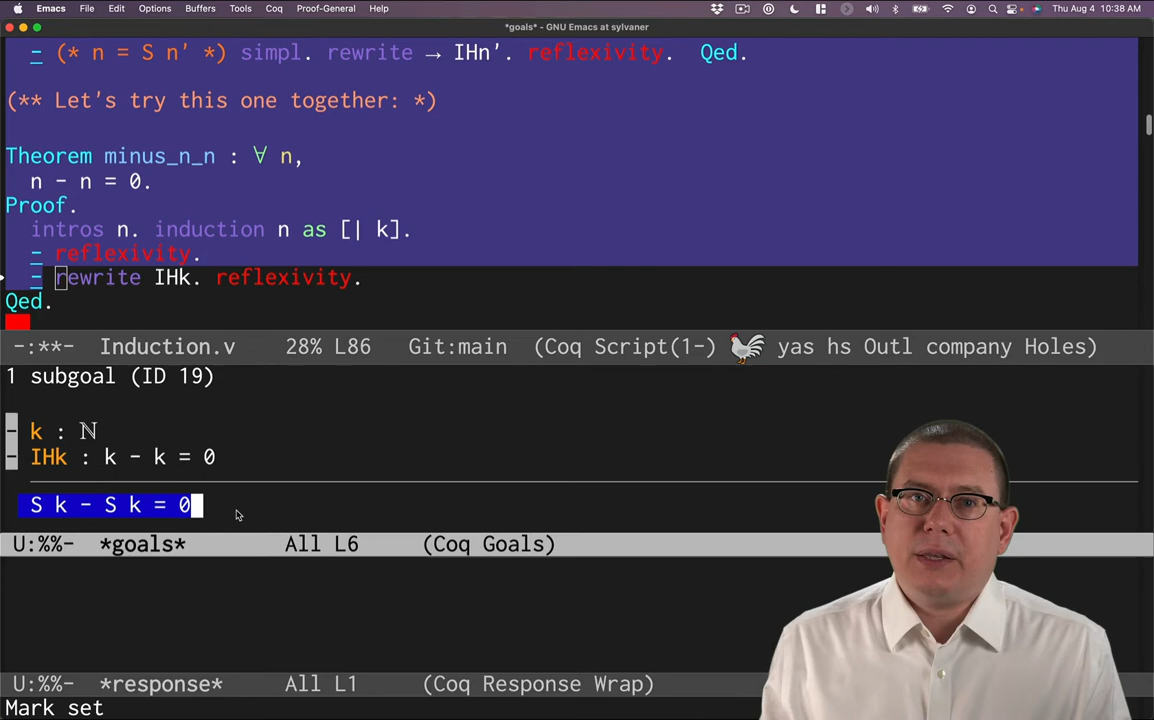 Emacs File Edit Options Buffers Tools Coq Proof-General Help Thu Aug 4 10:38 AM
*goals* - GNU Emacs at sylvaner
- (* n = S n' *) simpl. rewrite → IHn'. reflexivity. Qed.
(** Let's try this one together: *)
Theorem minus_n_n : ∀ n,
n - n = 0.
Proof.
intros n. induction n as [| k].
- reflexivity.
- rewrite IHk. reflexivity.
Qed.
-:**- Induction.v 28% L86 Git:main (Coq Script(1-) yas hs Outl company Holes)
1 subgoal (ID 19)
- k : ℕ
- IHk : k - k = 0
S k - S k = 0
U:%%- *goals* All L6 (Coq Goals)
U:%%- *response* All L1 (Coq Response Wrap)
Mark set